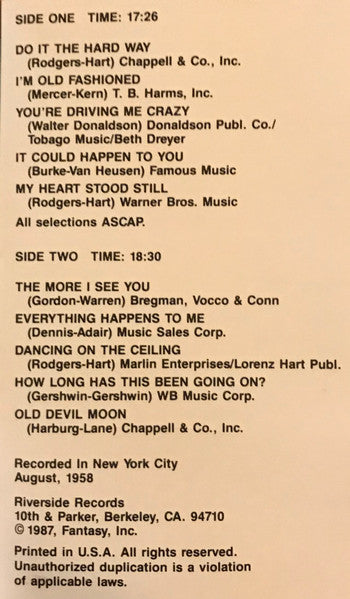 SIDE ONE TIME: 17:26
DO IT THE HARD WAY
(Rodgers-Hart) Chappell & Co., Inc.
I'M OLD FASHIONED
(Mercer-Kern) T. B. Harms, Inc.
YOU'RE DRIVING ME CRAZY
(Walter Donaldson) Donaldson Publ. Co./
Tobago Music/Beth Dreyer
IT COULD HAPPEN TO YOU
(Burke-Van Heusen) Famous Music
MY HEART STOOD STILL
(Rodgers-Hart) Warner Bros. Music
All selections ASCAP.
SIDE TWO TIME: 18:30
THE MORE I SEE YOU
(Gordon-Warren) Bregman, Vocco & Conn
EVERYTHING HAPPENS TO ME
(Dennis-Adair) Music Sales Corp.
DANCING ON THE CEILING
(Rodgers-Hart) Marlin Enterprises/Lorenz Hart Publ.
HOW LONG HAS THIS BEEN GOING ON?
(Gershwin-Gershwin) WB Music Corp.
OLD DEVIL MOON
(Harburg-Lane) Chappell & Co., Inc.
Recorded In New York City
August, 1958
Riverside Records
10th & Parker, Berkeley, CA. 94710
© 1987, Fantasy, Inc.
Printed in U.S.A. All rights reserved.
Unauthorized duplication is a violation
of applicable laws.